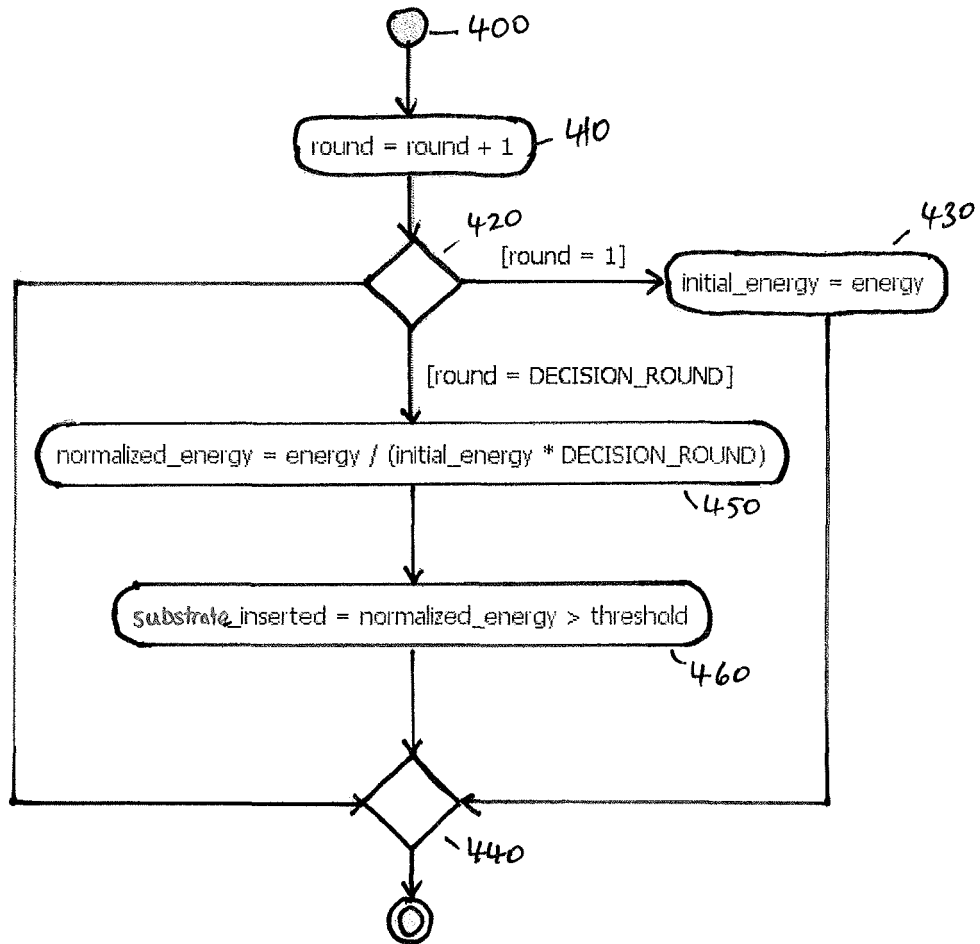 400
round = round + 1
410
420
430
[round = 1]
initial_energy = energy
[round = DECISION_ROUND]
normalized_energy = energy / (initial_energy * DECISION_ROUND)
450
substrate_inserted = normalized_energy > threshold
460
440